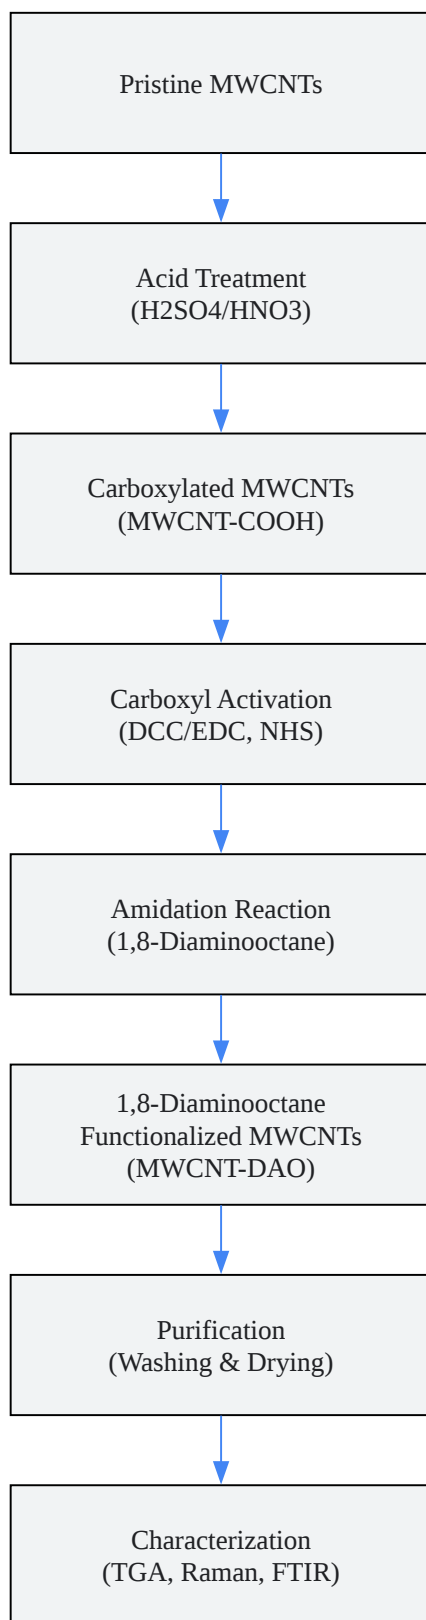 Pristine MWCNTs
Acid Treatment
(H2SO4/HNO3)
Carboxylated MWCNTs
(MWCNT-COOH)
Carboxyl Activation
(DCC/EDC, NHS)
Amidation Reaction
(1,8-Diaminooctane)
1,8-Diaminooctane
Functionalized MWCNTs
(MWCNT-DAO)
Purification
(Washing & Drying)
Characterization
(TGA, Raman, FTIR)